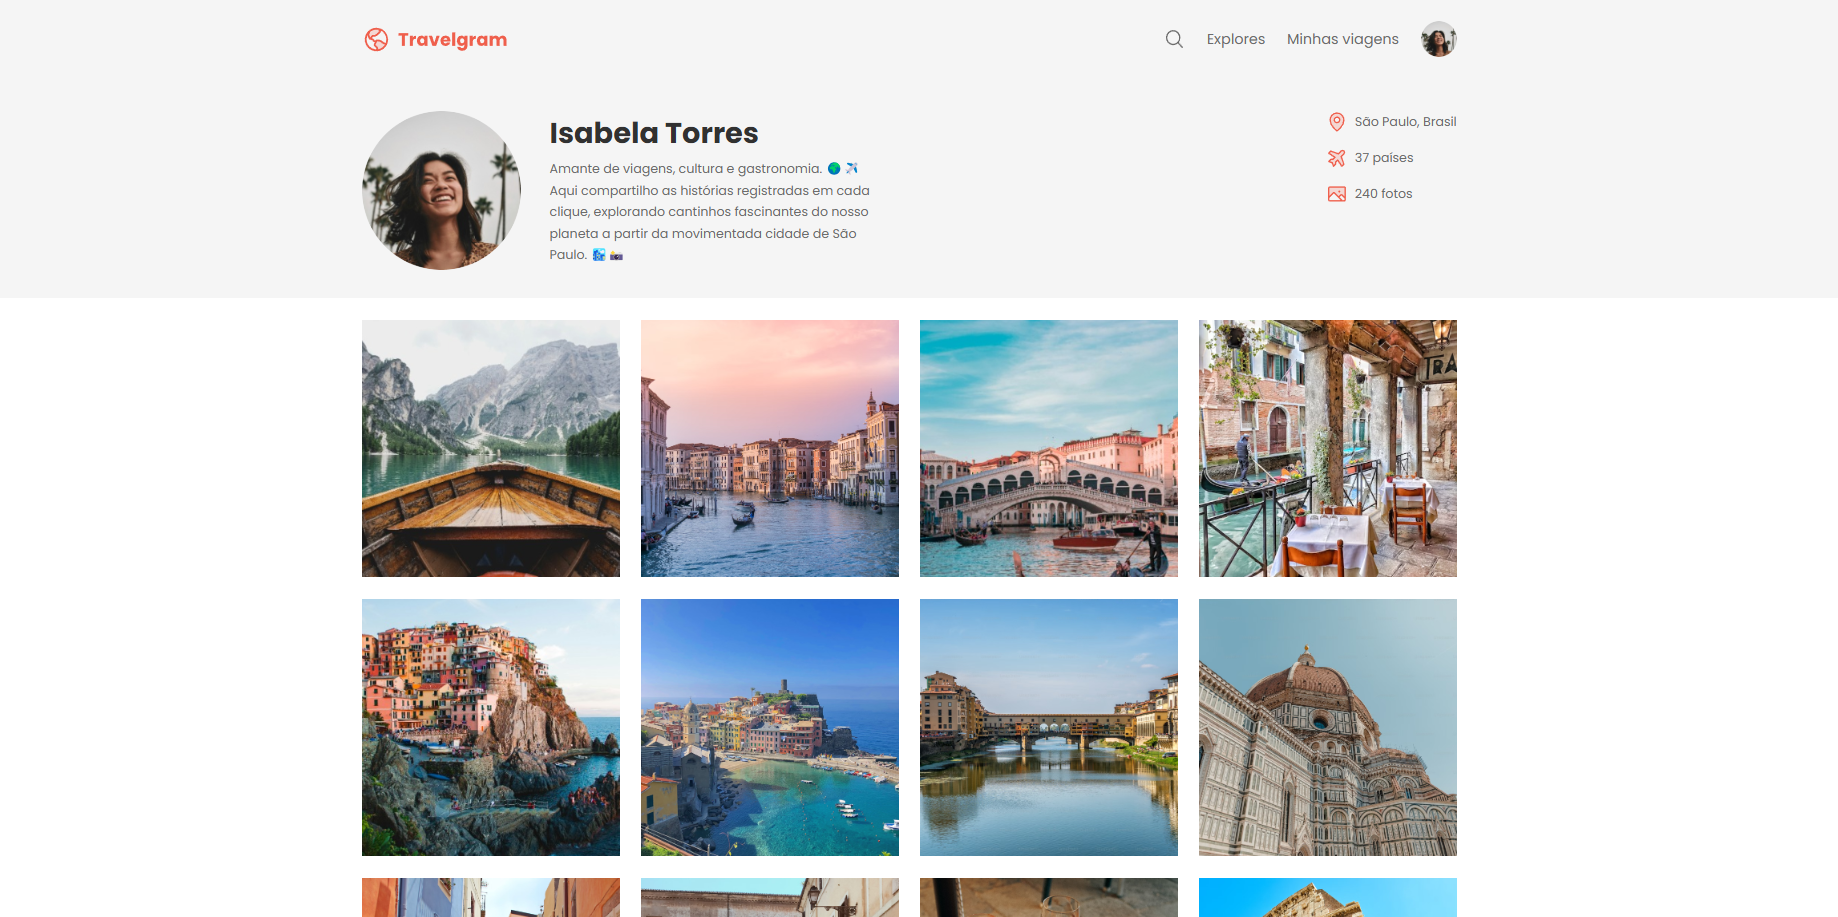 Travelgram
Explores
Minhas viagens
Isabela Torres
Amante de viagens, cultura e gastronomia. 🌍 ✈️
Aqui compartilho as histórias registradas em cada
clique, explorando cantinhos fascinantes do nosso
planeta a partir da movimentada cidade de São
Paulo. 🏞️ 📸
São Paulo, Brasil
37 países
240 fotos
TRA